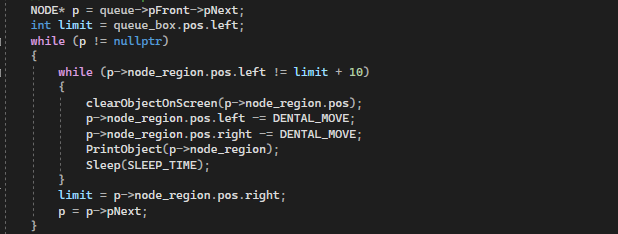 NODE* p = queue->pFront->pNext;
int limit = queue_box.pos.left;
while (p != nullptr)
{
while (p->node_region.pos.left != limit + 10)
{
clearObjectOnScreen(p->node_region.pos);
p->node_region.pos.left -= DENTAL_MOVE;
p->node_region.pos.right -= DENTAL_MOVE;
PrintObject(p->node_region);
Sleep(SLEEP_TIME);
}
limit = p->node_region.pos.right;
p = p->pNext;
}